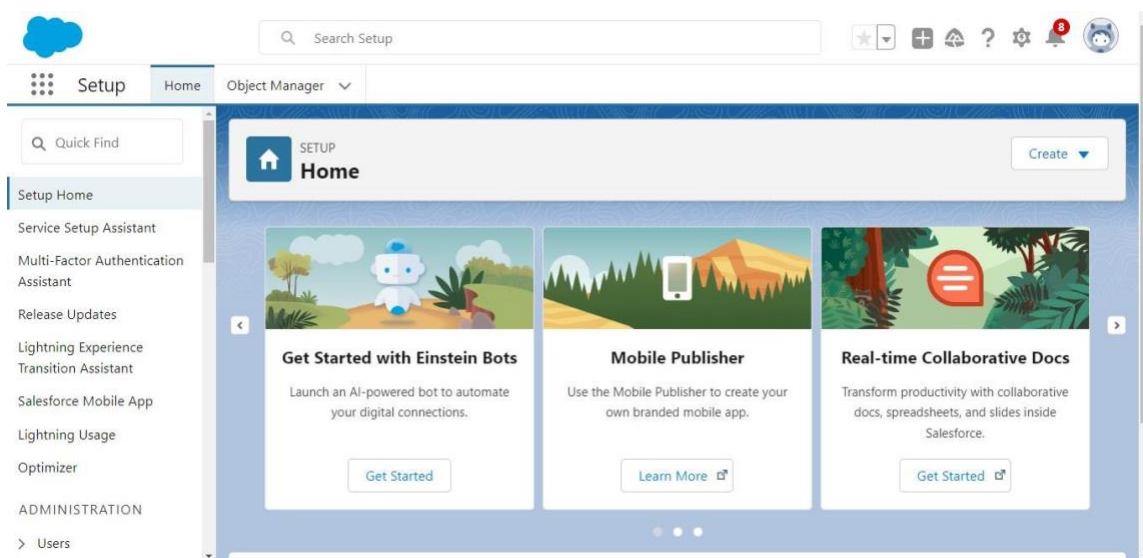 Search Setup
8
Setup
Home
Object Manager
Quick Find
Setup Home
Service Setup Assistant
Multi-Factor Authentication
Assistant
Release Updates
Lightning Experience
Transition Assistant
Salesforce Mobile App
Lightning Usage
Optimizer
ADMINISTRATION
Users
SETUP
Home
Create
Get Started with Einstein Bots
Launch an AI-powered bot to automate
your digital connections.
Get Started
Mobile Publisher
Use the Mobile Publisher to create your
own branded mobile app.
Learn More
Real-time Collaborative Docs
Transform productivity with collaborative
docs, spreadsheets, and slides inside
Salesforce.
Get Started